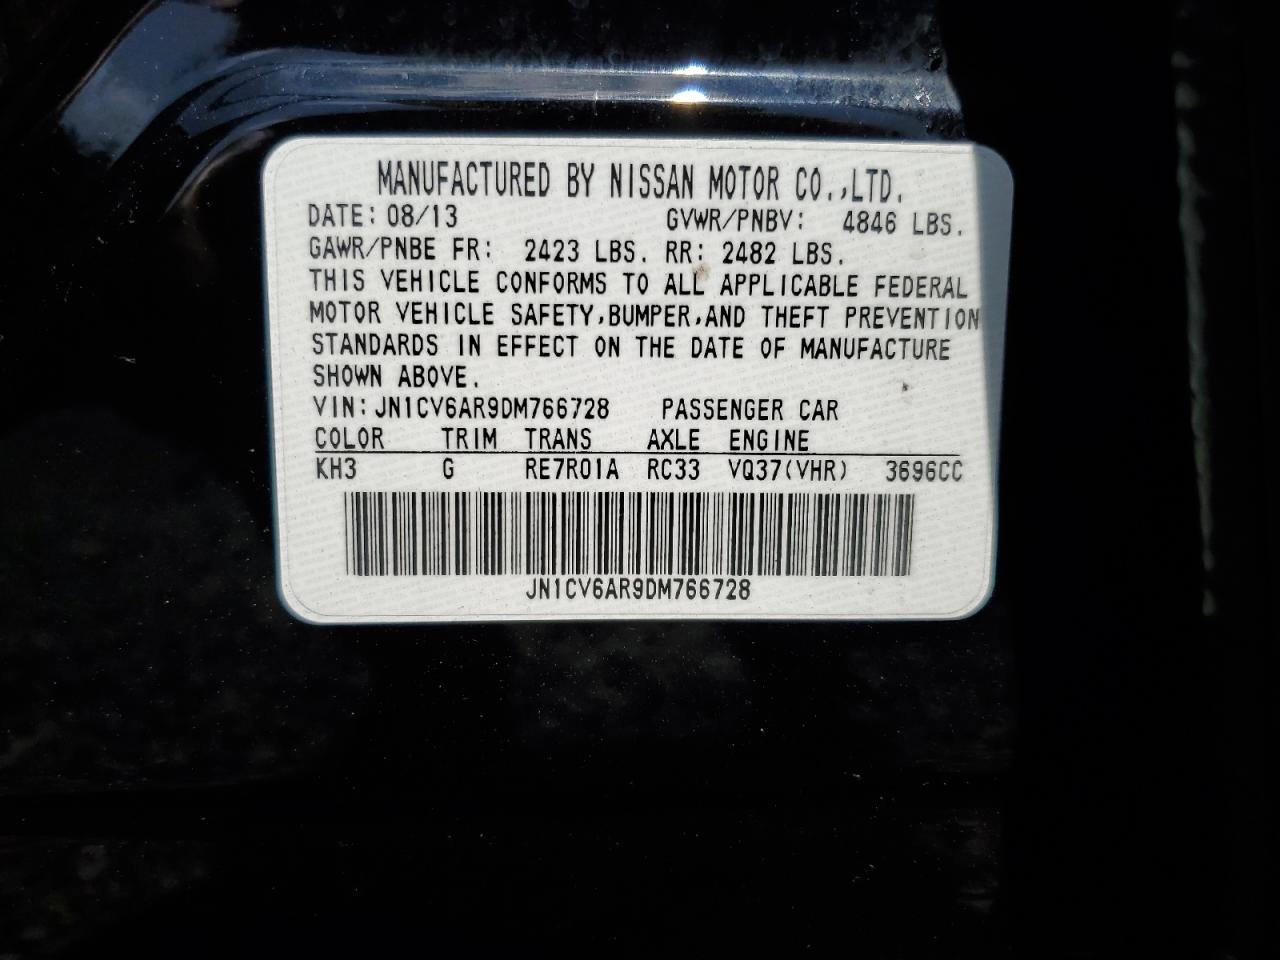 MANUFACTURED BY NISSAN MOTOR CO.,LTD.
DATE: 08/13 GVWR/PNBV: 4846 LBS.
GAWR/PNBE FR: 2423 LBS. RR: 2482 LBS.
THIS VEHICLE CONFORMS TO ALL APPLICABLE FEDERAL
MOTOR VEHICLE SAFETY,BUMPER,AND THEFT PREVENTION
STANDARDS IN EFFECT ON THE DATE OF MANUFACTURE
SHOWN ABOVE.
VIN: JN1CV6AR9DM766728 PASSENGER CAR
COLOR TRIM TRANS AXLE ENGINE
KH3 G RE7R01A RC33 VQ37(VHR) 3696CC
JN1CV6AR9DM766728